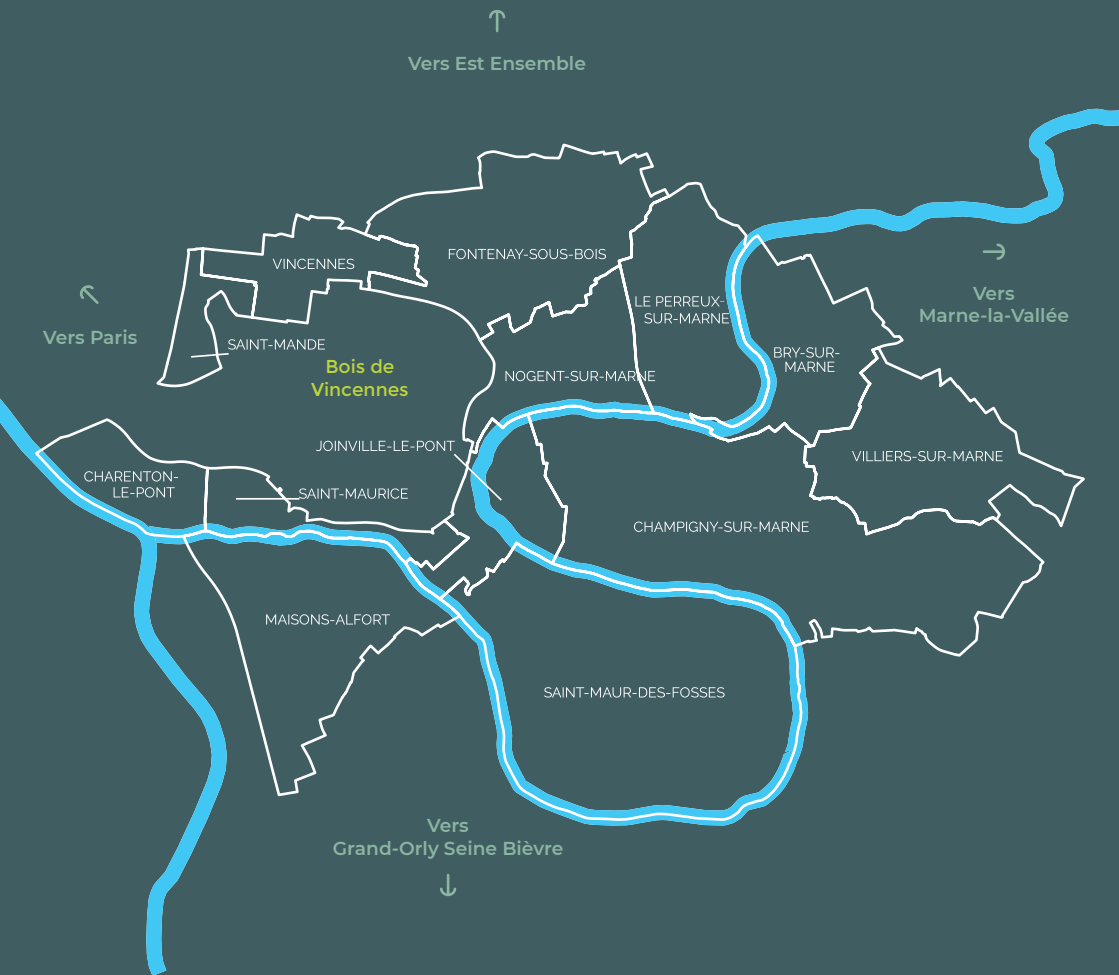 Vers Est Ensemble
VINCENNES
FONTENAY-SOUS-BOIS
Vers Paris
SAINT-MANDE
Bois de
Vincennes
LE PERREUX-
SUR-MARNE
Vers
Marne-la-Vallée
BRY-SUR-
MARNE
NOGENT-SUR-MARNE
JOINVILLE-LE-PONT
VILLIERS-SUR-MARNE
CHARENTON-
LE-PONT
SAINT-MAURICE
CHAMPIGNY-SUR-MARNE
MAISONS-ALFORT
SAINT-MAUR-DES-FOSSES
Vers
Grand-Orly Seine Bièvre